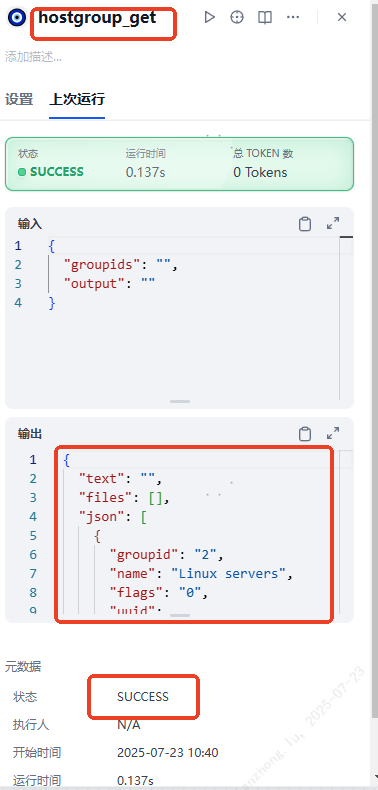 hostgroup_get
添加描述...
设置 上次运行
状态 运行时间 总 TOKEN 数
SUCCESS 0.137s 0 Tokens
输入
1 {
2 "groupids": "",
3 "output": ""
4 }
输出
1 {
2 "text": "",
3 "files": [],
4 "json": [
5 {
6 "groupid": "2",
7 "name": "Linux servers",
8 "flags": "0",
9 "uuid":
元数据
状态 SUCCESS
执行人 N/A
开始时间 2025-07-23 10:40
运行时间 0.137s
2025-07-23